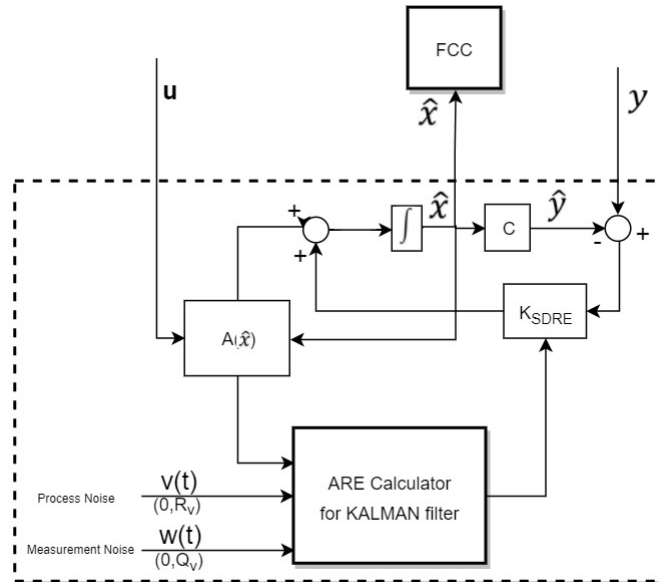 FCC
u
x̂
y
+
∫
x̂
C
ŷ
-
+
+
K_SDRE
A(x̂)
ARE Calculator
for KALMAN filter
Process Noise
v(t)
(0,R_v)
Measurement Noise
w(t)
(0,Q_v)